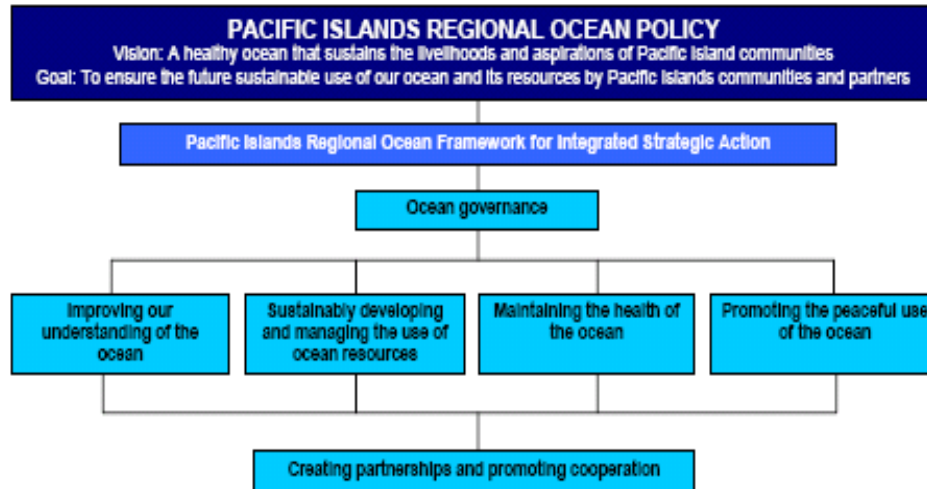 PACIFIC ISLANDS REGIONAL OCEAN POLICY
Vision: A healthy ocean that sustains the livelihoods and aspirations of Pacific Island communities
Goal: To ensure the future sustainable use of our ocean and its resources by Pacific Islands communities and partners
Pacific Islands Regional Ocean Framework for Integrated Strategic Action
Ocean governance
Improving our
understanding of the
ocean
Sustainably developing
and managing the use of
ocean resources
Maintaining the health of
the ocean
Promoting the peaceful use
of the ocean
Creating partnerships and promoting cooperation